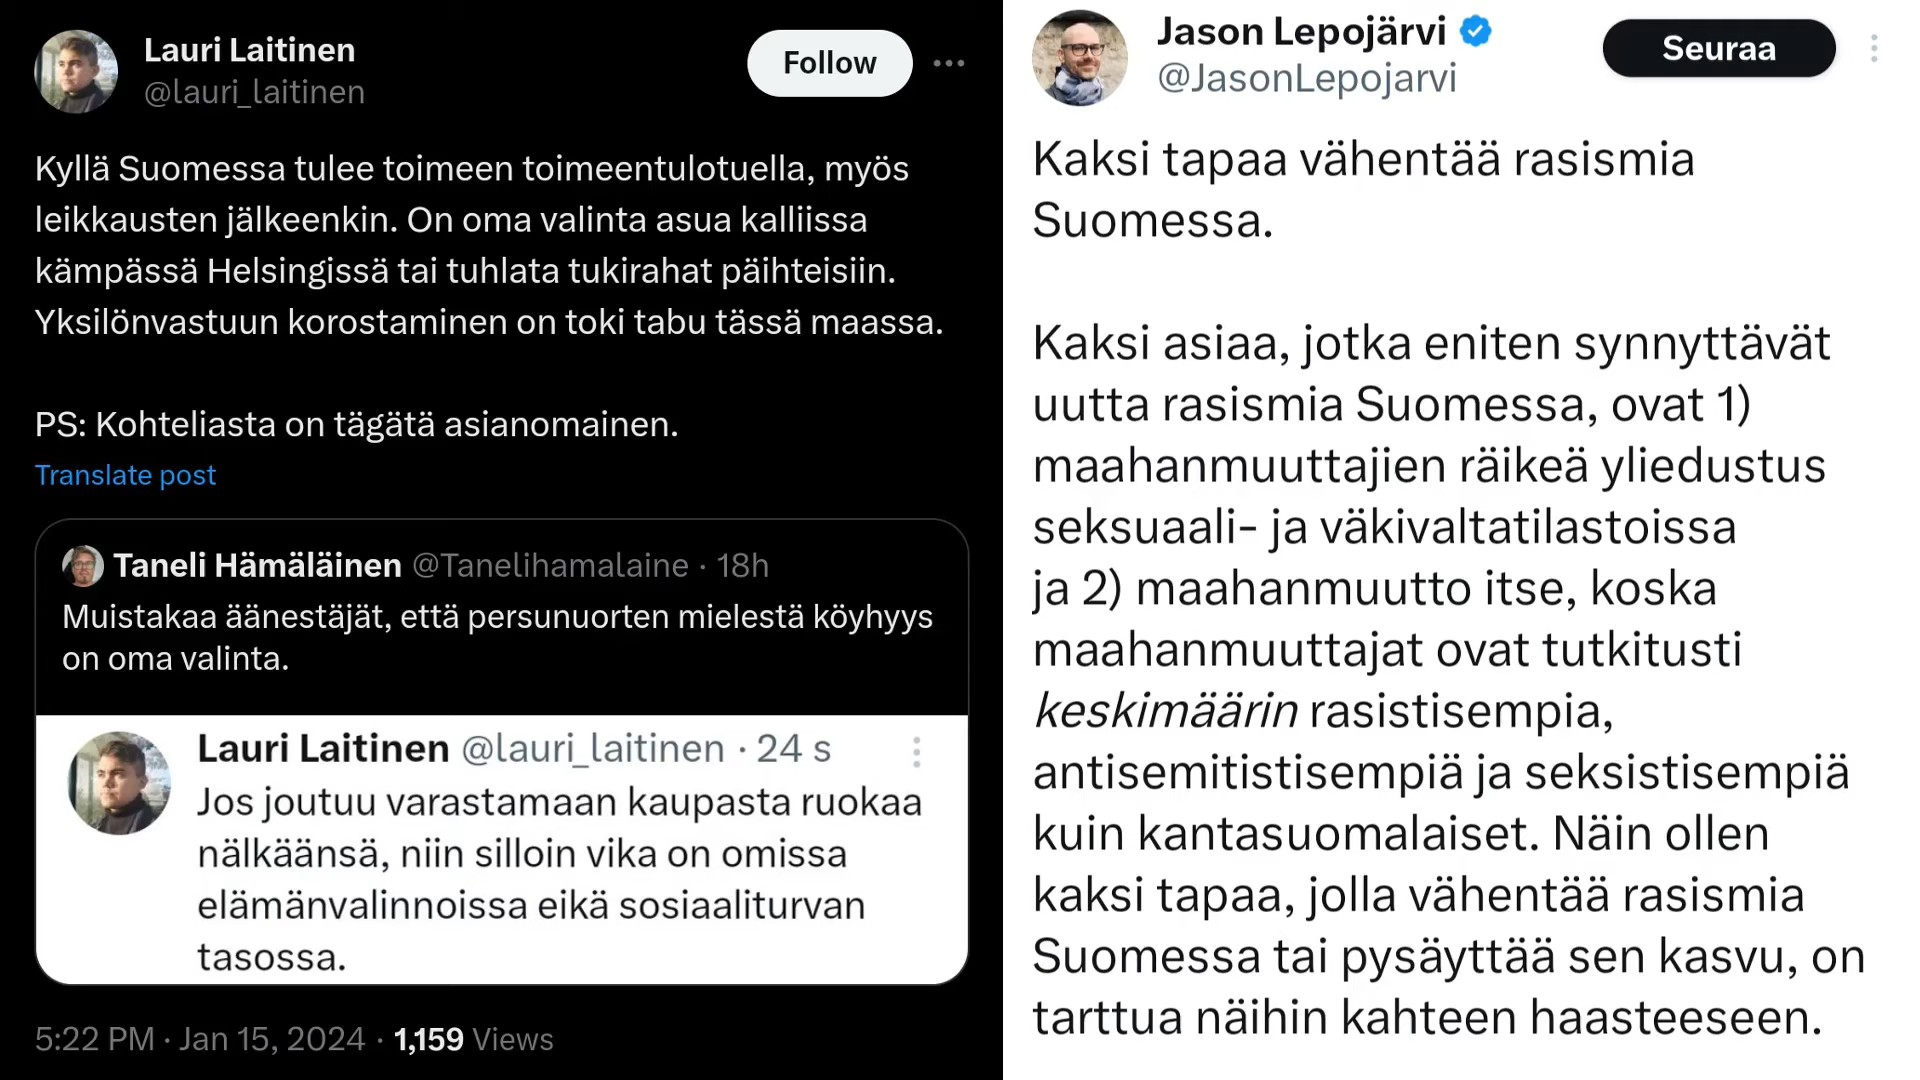 Lauri Laitinen
@lauri_laitinen
Follow
Kyllä Suomessa tulee toimeen toimeentulotuella, myös
leikkausten jälkeenkin. On oma valinta asua kalliissa
kämpässä Helsingissä tai tuhlata tukirahat päihteisiin.
Yksilönvastuun korostaminen on toki tabu tässä maassa.
PS: Kohteliasta on tägätä asianomainen.
Translate post
Taneli Hämäläinen @Tanelihamalaine · 18h
Muistakaa äänestäjät, että persunuorten mielestä köyhyys
on oma valinta.
Lauri Laitinen @lauri_laitinen · 24 s
Jos joutuu varastamaan kaupasta ruokaa
nälkäänsä, niin silloin vika on omissa
elämänvalinnoissa eikä sosiaaliturvan
tasossa.
5:22 PM · Jan 15, 2024 · 1,159 Views
Jason Lepojärvi
@JasonLepojarvi
Seuraa
Kaksi tapaa vähentää rasismia
Suomessa.
Kaksi asiaa, jotka eniten synnyttävät
uutta rasismia Suomessa, ovat 1)
maahanmuuttajien räikeä yliedustus
seksuaali- ja väkivaltatilastoissa
ja 2) maahanmuutto itse, koska
maahanmuuttajat ovat tutkitusti
keskimäärin rasistisempia,
antisemitistisempiä ja seksistisempiä
kuin kantasuomalaiset. Näin ollen
kaksi tapaa, jolla vähentää rasismia
Suomessa tai pysäyttää sen kasvu, on
tarttua näihin kahteen haasteeseen.